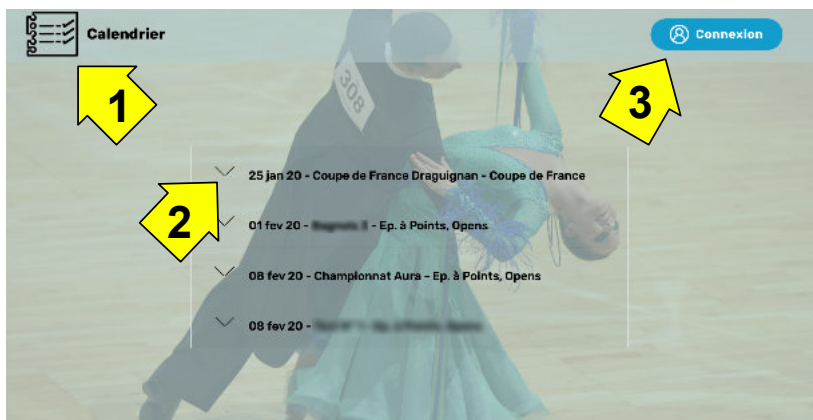 Calendrier
Connexion
1
3
308
25 jan 20 - Coupe de France Draguignan - Coupe de France
2
01 fev 20 - - Ep. à Points, Opens
08 fev 20 - Championnat Aura - Ep. à Points, Opens
08 fev 20 -